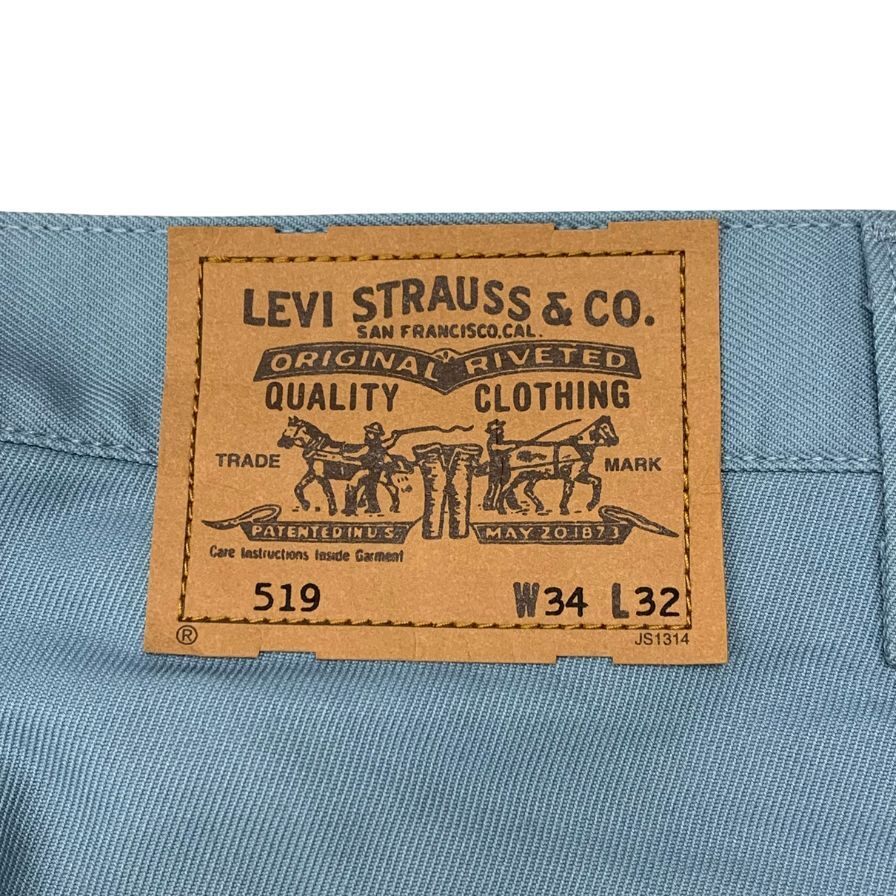 LEVI STRAUSS & CO.
SAN FRANCISCO, CAL.
ORIGINAL RIVETED
QUALITY CLOTHING
TRADE MARK
PATENTED IN U.S. MAY 20 1873
Care Instructions Inside Garment
519 W34 L32
® JS1314